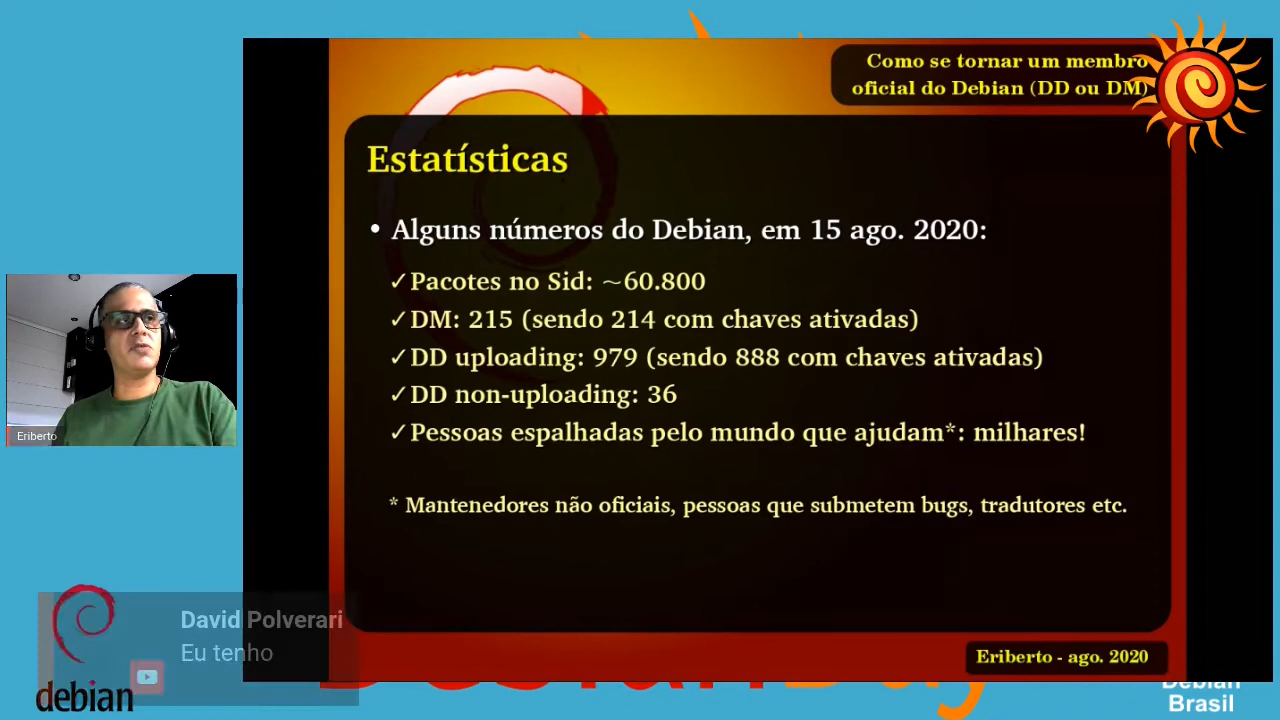 Como se tornar um membro
oficial do Debian (DD ou DM)
Estatísticas
• Alguns números do Debian, em 15 ago. 2020:
✓Pacotes no Sid: ~60.800
✓DM: 215 (sendo 214 com chaves ativadas)
✓DD uploading: 979 (sendo 888 com chaves ativadas)
✓DD non-uploading: 36
✓Pessoas espalhadas pelo mundo que ajudam*: milhares!
* Mantenedores não oficiais, pessoas que submetem bugs, tradutores etc.
Eriberto
David Polverari
Eu tenho
debian
Eriberto - ago. 2020
Debian
Brasil